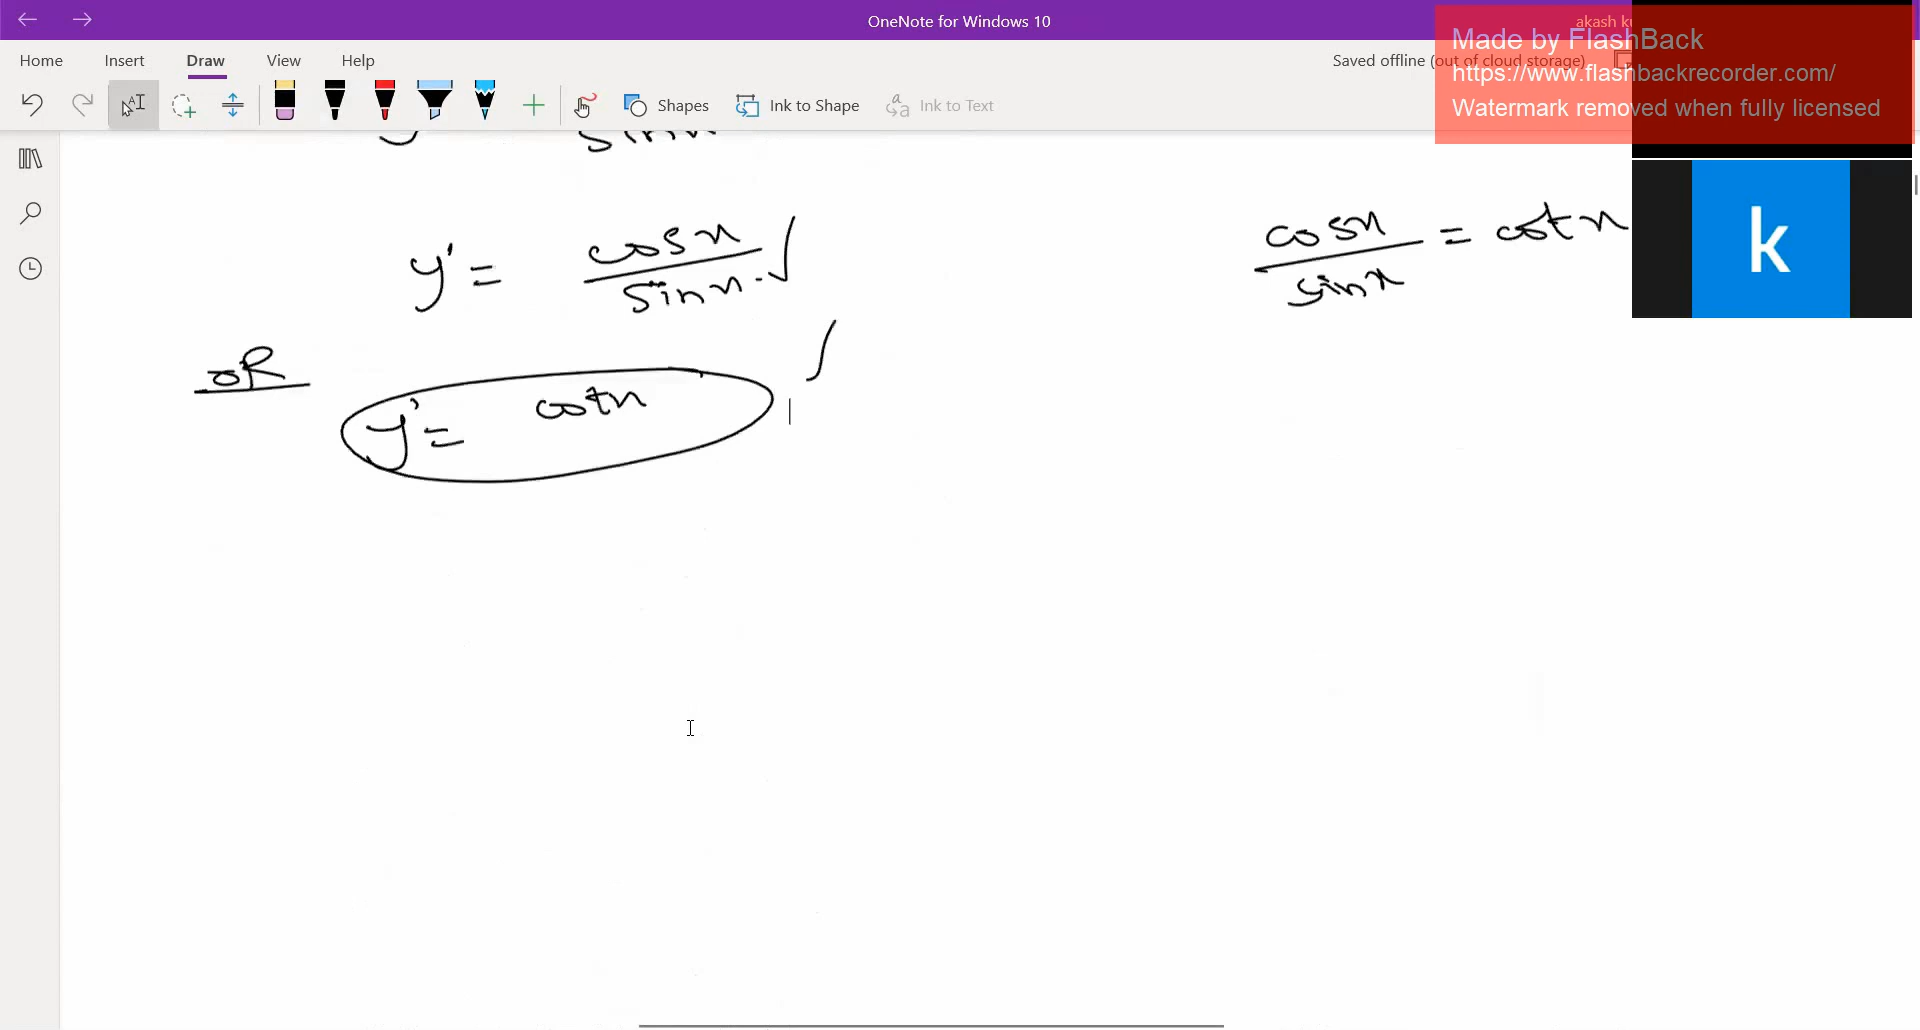 OneNote for Windows 10
akash k
Made by FlashBack
https://www.flashbackrecorder.com/
Watermark removed when fully licensed
Home Insert Draw View Help
Saved offline (out of cloud storage)
Shapes Ink to Shape Ink to Text
sinx
y' = cosx / sinx.
cosx / sinx = cotx
k
OR
y' = cotx